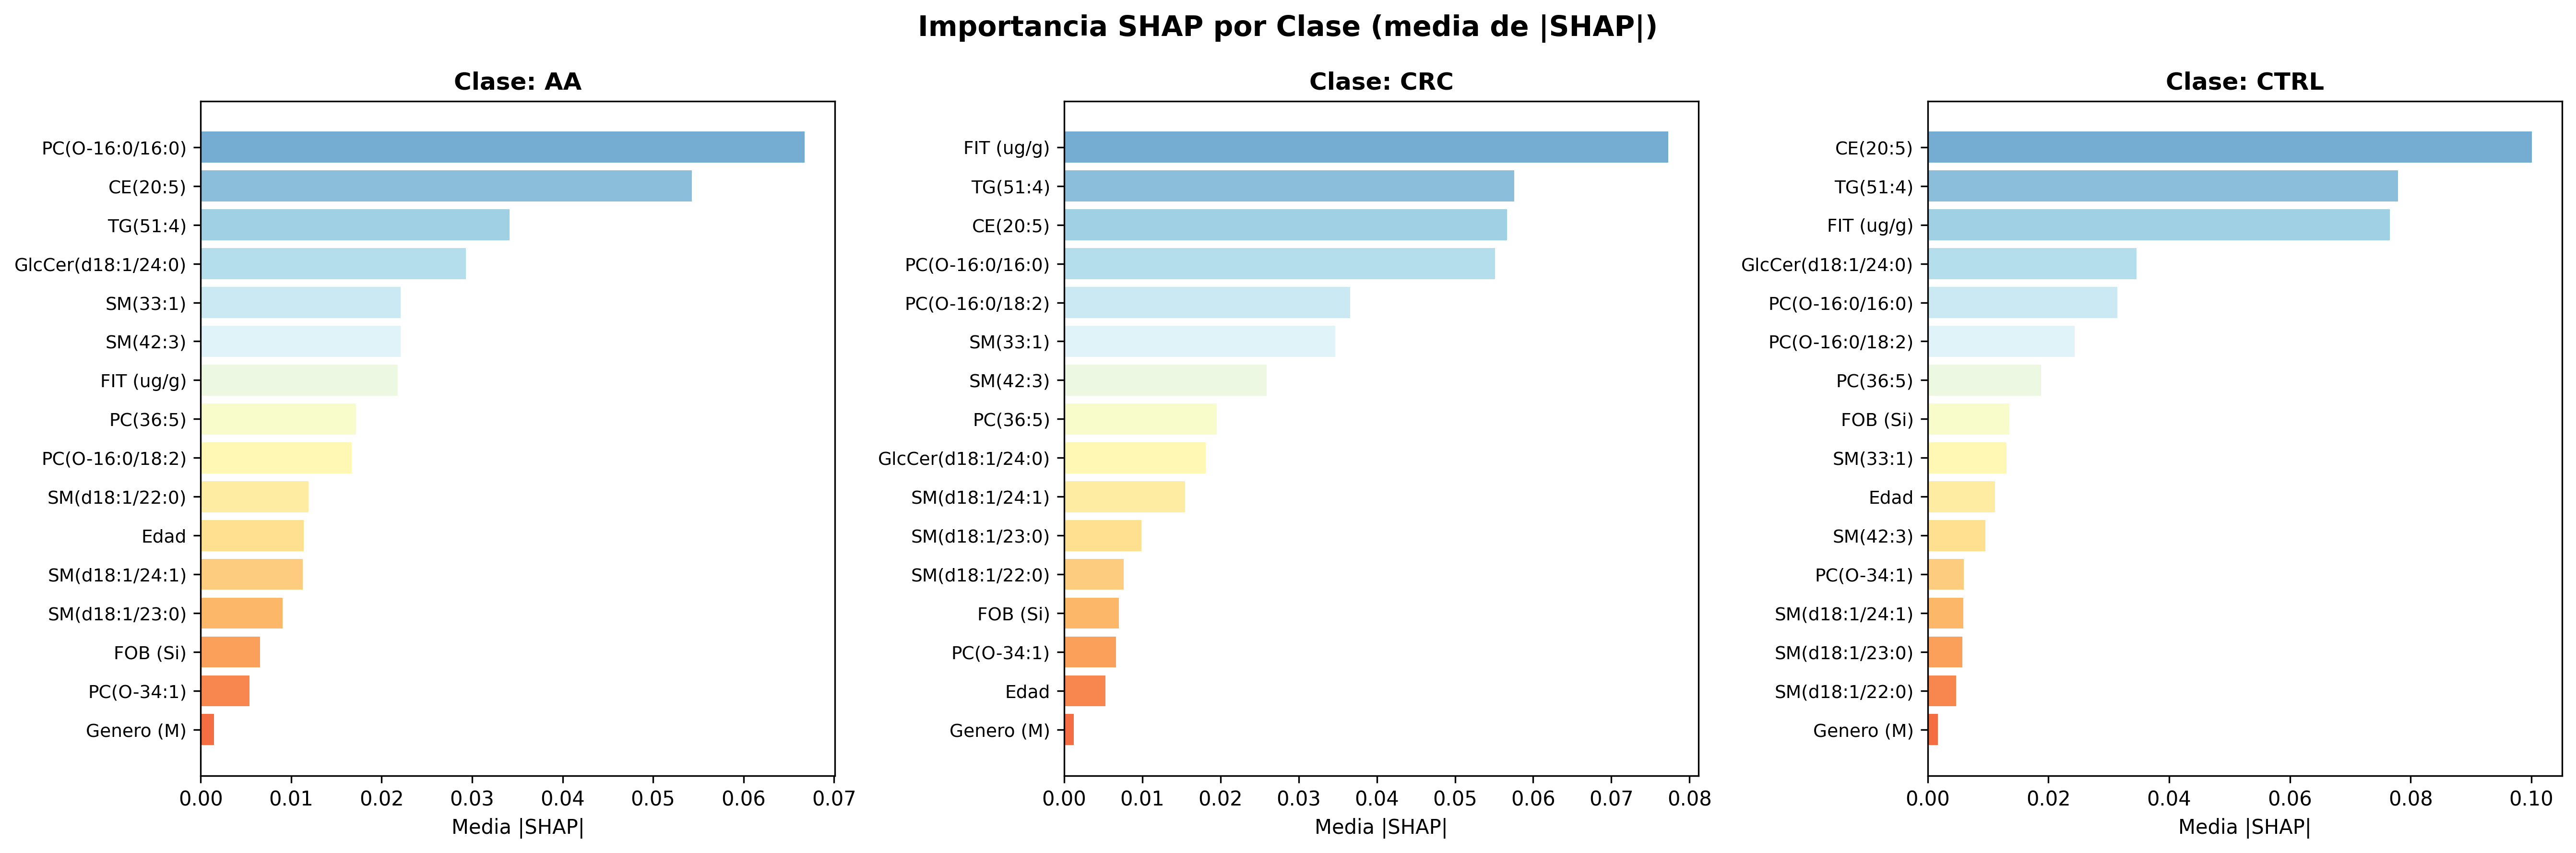 Importancia SHAP por Clase (media de |SHAP|)
Clase: AA
PC(O-16:0/16:0)
CE(20:5)
TG(51:4)
GlcCer(d18:1/24:0)
SM(33:1)
SM(42:3)
FIT (ug/g)
PC(36:5)
PC(O-16:0/18:2)
SM(d18:1/22:0)
Edad
SM(d18:1/24:1)
SM(d18:1/23:0)
FOB (Si)
PC(O-34:1)
Genero (M)
0.00 0.01 0.02 0.03 0.04 0.05 0.06 0.07
Media |SHAP|
Clase: CRC
FIT (ug/g)
TG(51:4)
CE(20:5)
PC(O-16:0/16:0)
PC(O-16:0/18:2)
SM(33:1)
SM(42:3)
PC(36:5)
GlcCer(d18:1/24:0)
SM(d18:1/24:1)
SM(d18:1/23:0)
SM(d18:1/22:0)
FOB (Si)
PC(O-34:1)
Edad
Genero (M)
0.00 0.01 0.02 0.03 0.04 0.05 0.06 0.07 0.08
Media |SHAP|
Clase: CTRL
CE(20:5)
TG(51:4)
FIT (ug/g)
GlcCer(d18:1/24:0)
PC(O-16:0/16:0)
PC(O-16:0/18:2)
PC(36:5)
FOB (Si)
SM(33:1)
Edad
SM(42:3)
PC(O-34:1)
SM(d18:1/24:1)
SM(d18:1/23:0)
SM(d18:1/22:0)
Genero (M)
0.00 0.02 0.04 0.06 0.08 0.10
Media |SHAP|